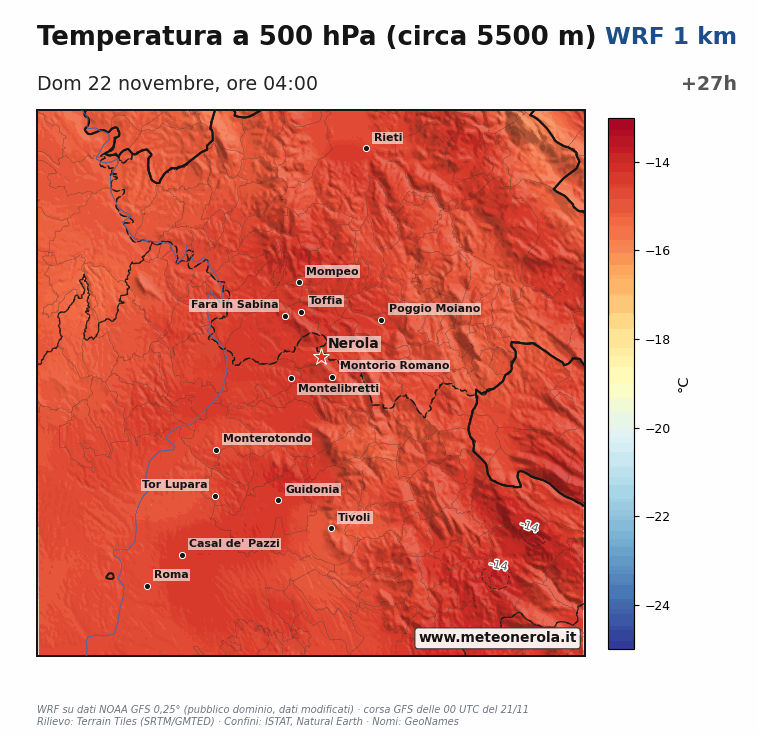 Temperatura a 500 hPa (circa 5500 m) WRF 1 km
Dom 22 novembre, ore 04:00 +27h
Rieti
Mompeo
Fara in Sabina
Toffia
Poggio Moiano
Nerola
Montorio Romano
Montelibretti
Monterotondo
Tor Lupara
Guidonia
Tivoli
Casal de' Pazzi
Roma
-14
-14
www.meteonerola.it
−14
−16
−18
−20
−22
−24
°C
WRF su dati NOAA GFS 0,25° (pubblico dominio, dati modificati) · corsa GFS delle 00 UTC del 21/11
Rilievo: Terrain Tiles (SRTM/GMTED) · Confini: ISTAT, Natural Earth · Nomi: GeoNames